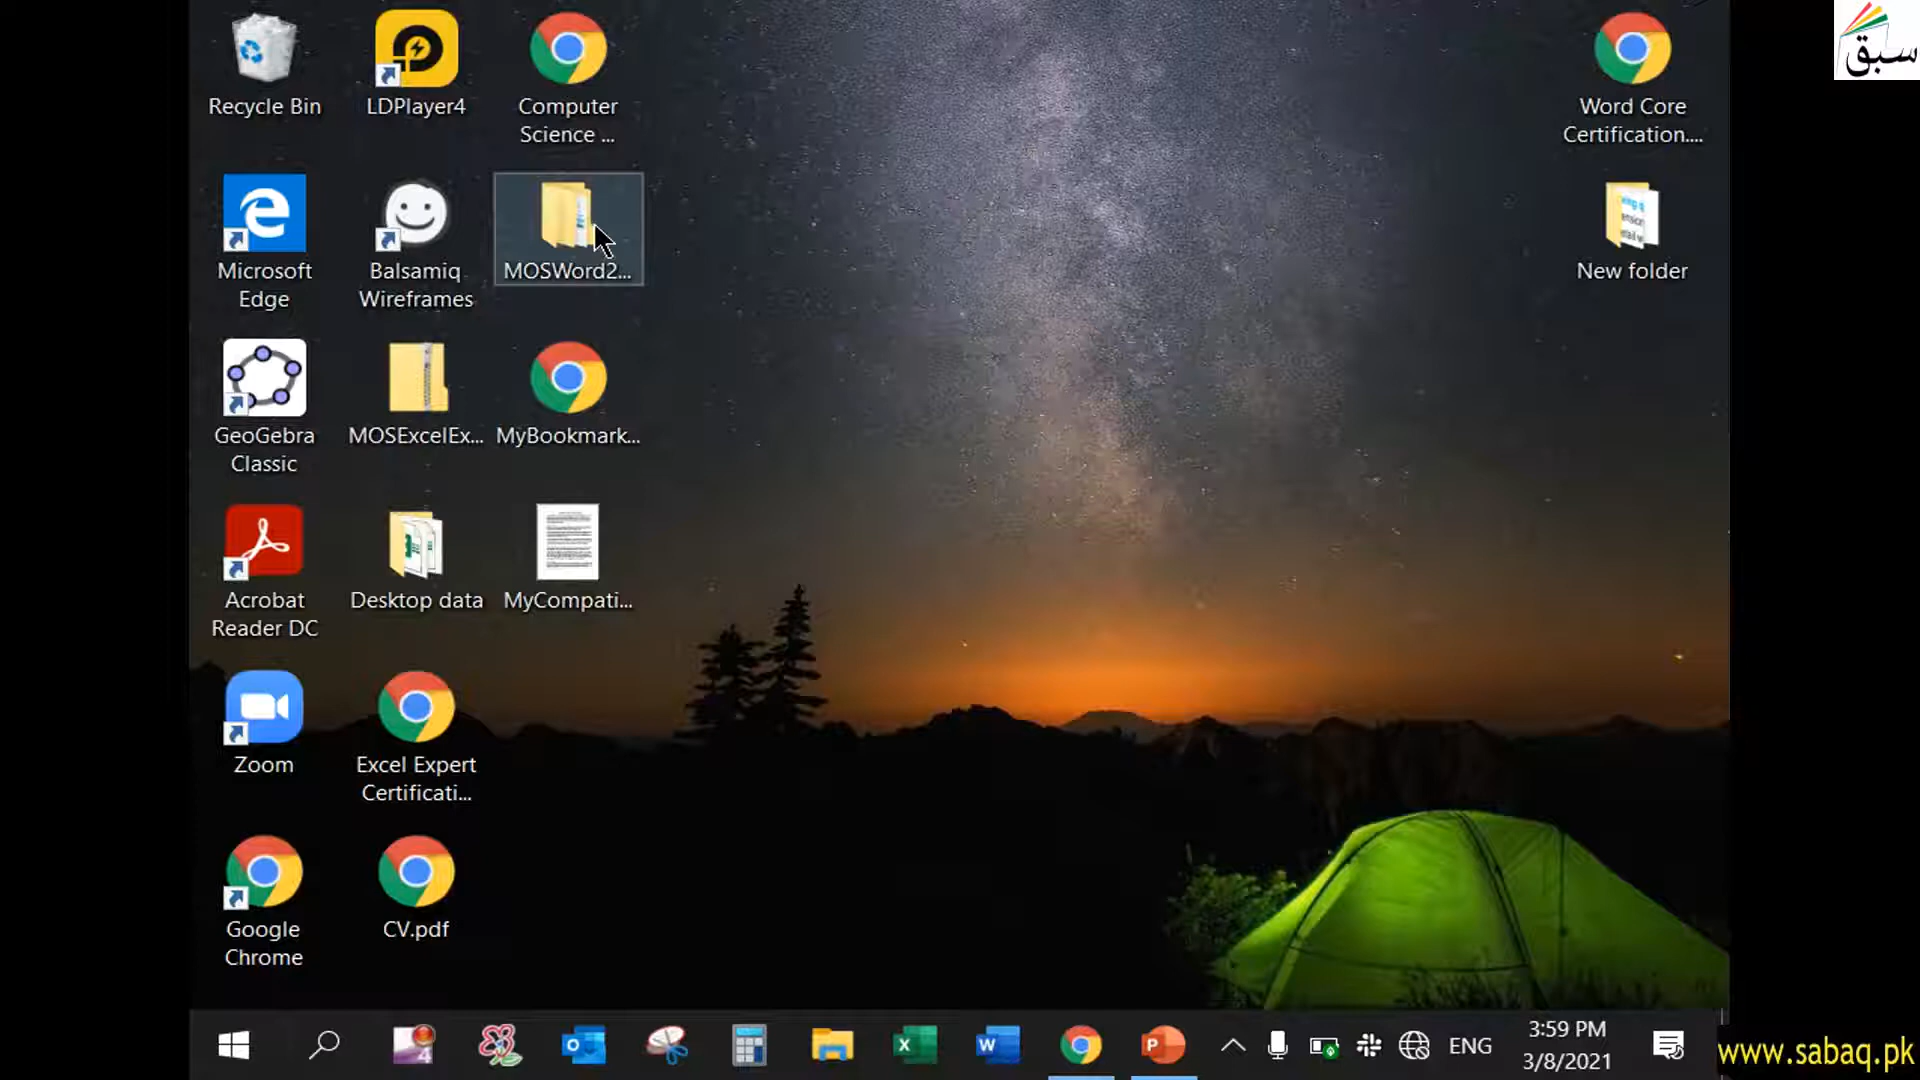 سبق
Recycle Bin
LDPlayer4
Computer
Science ...
Word Core
Certification....
Microsoft
Edge
Balsamiq
Wireframes
MOSWord2...
New folder
GeoGebra
Classic
MOSExcelEx...
MyBookmark...
Acrobat
Reader DC
Desktop data
MyCompati...
Zoom
Excel Expert
Certificati...
Google
Chrome
CV.pdf
ENG
3:59 PM
3/8/2021
www.sabaq.pk